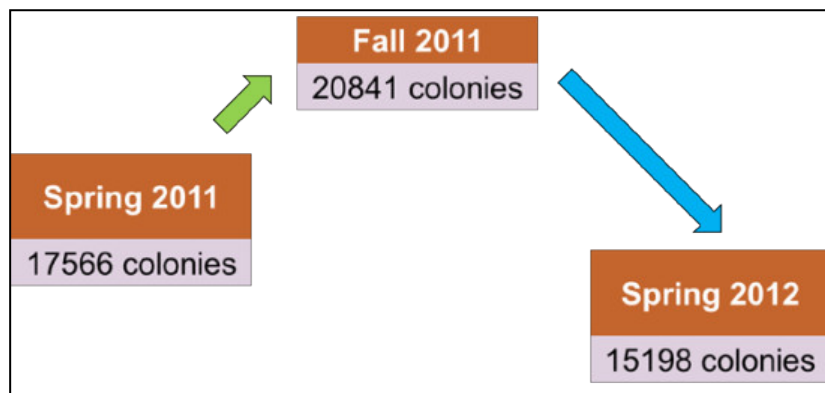 Fall 2011
20841 colonies
Spring 2011
17566 colonies
Spring 2012
15198 colonies